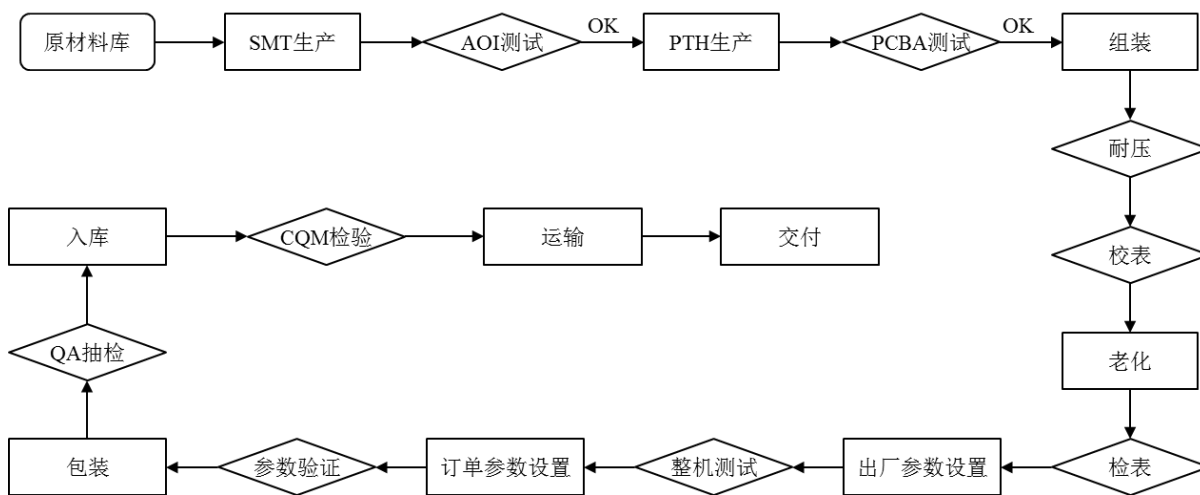 原材料库
SMT生产
AOI测试
OK
PTH生产
PCBA测试
OK
组装
耐压
校表
老化
检表
出厂参数设置
整机测试
订单参数设置
参数验证
包装
QA抽检
入库
CQM检验
运输
交付